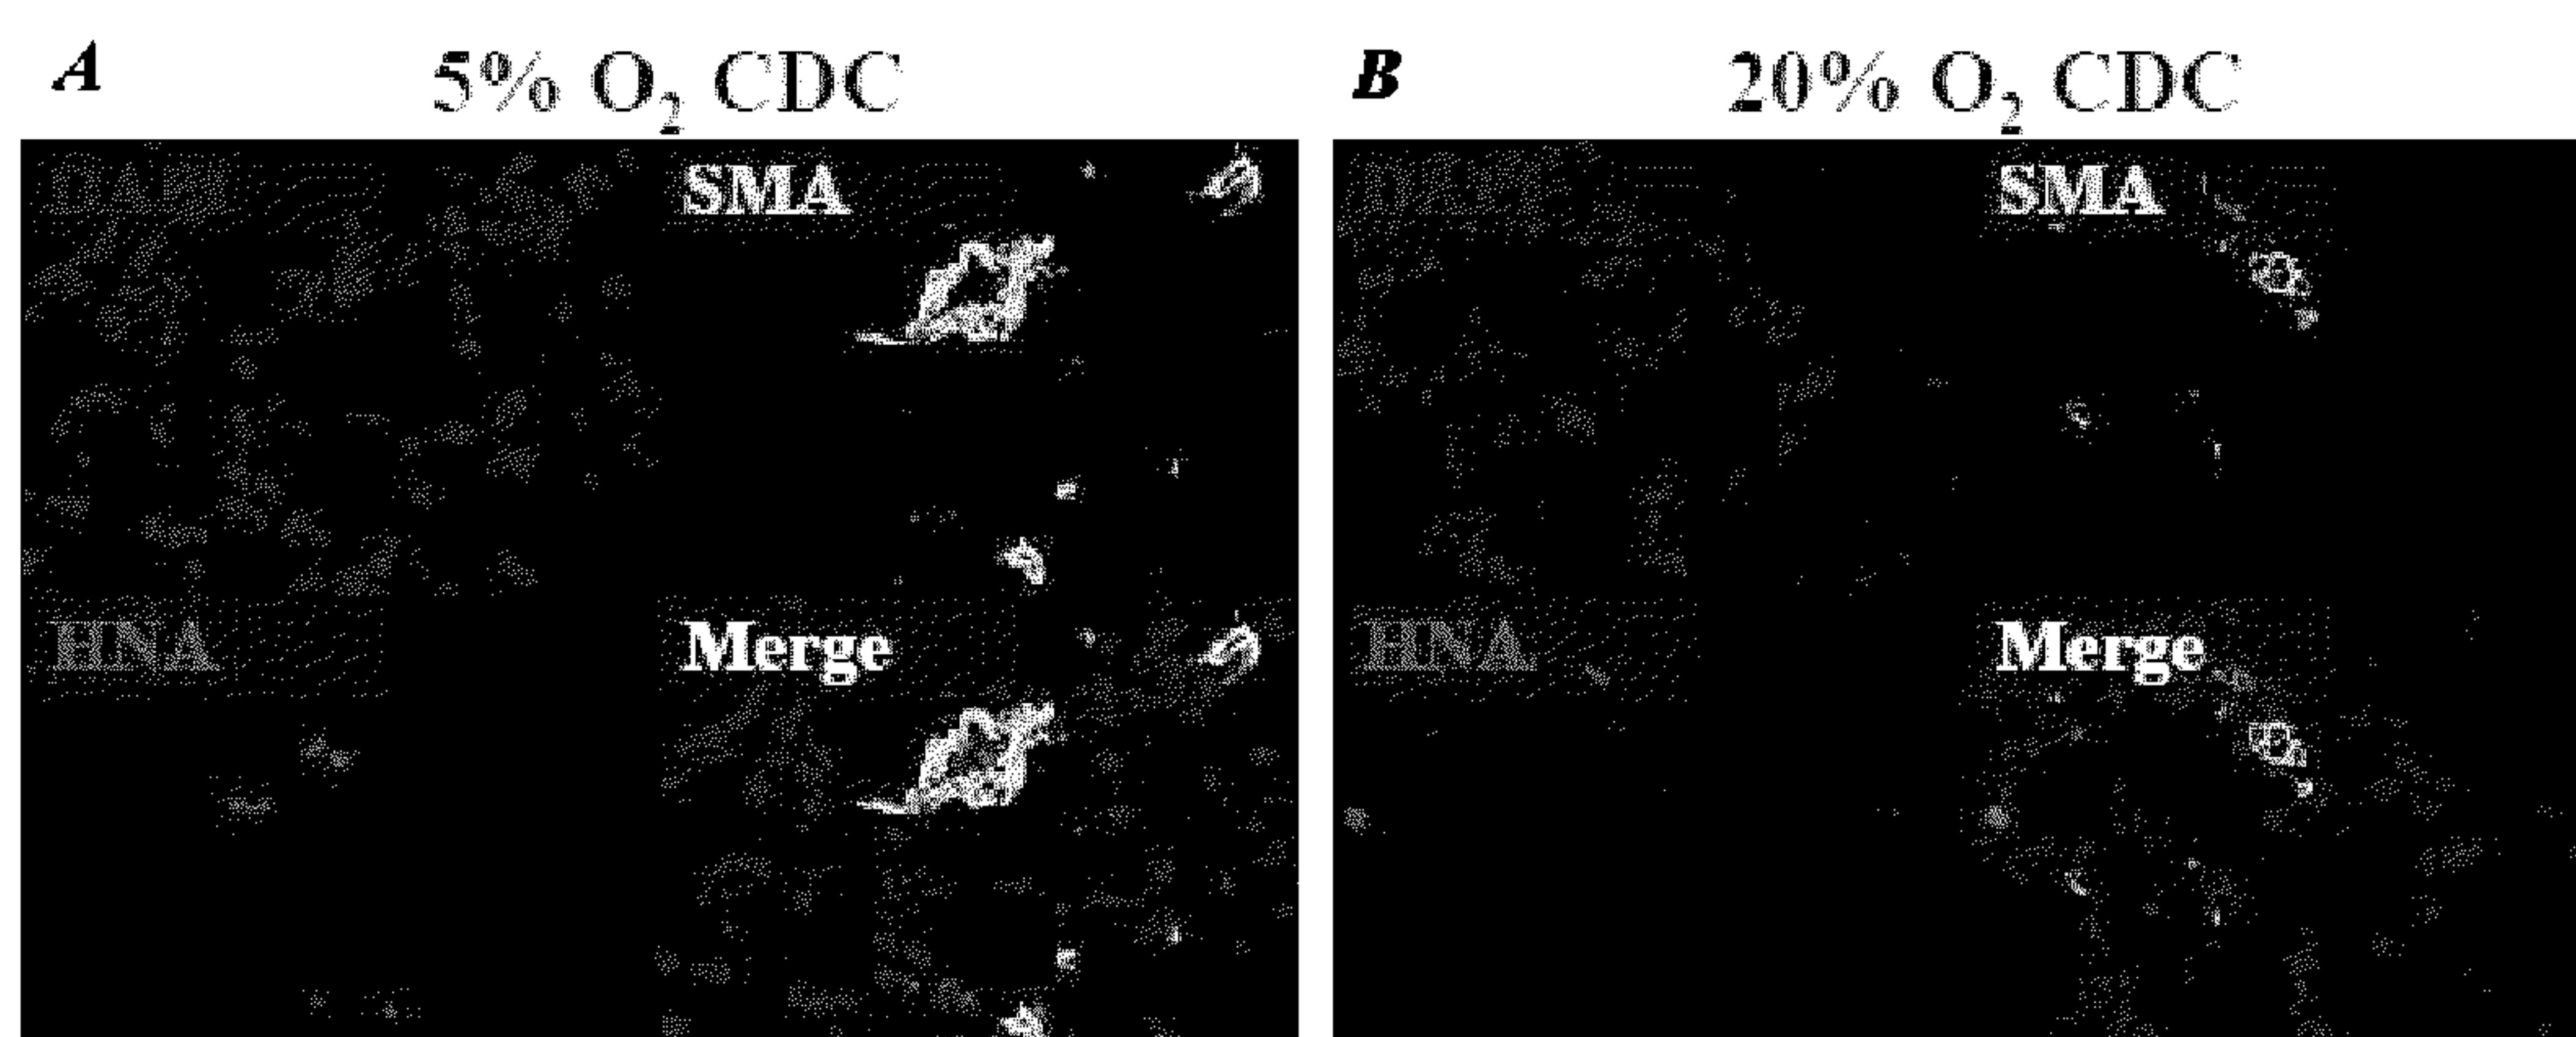 A 5% O₂ CDC B 20% O₂ CDC
DAPI SMA DAPI SMA
HNA Merge HNA Merge